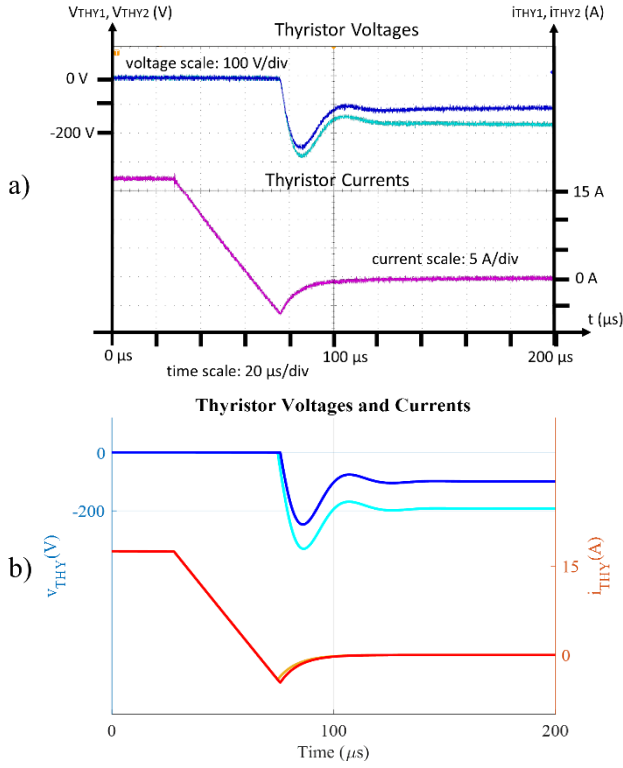 VTHY1, VTHY2 (V)
iTHY1, iTHY2 (A)
Thyristor Voltages
voltage scale: 100 V/div
0 V
-200 V
a)
Thyristor Currents
15 A
current scale: 5 A/div
0 A
t (µs)
0 µs
100 µs
200 µs
time scale: 20 µs/div
Thyristor Voltages and Currents
0
-200
b)
vTHY(V)
15
iTHY(A)
0
0
100
200
Time (µs)